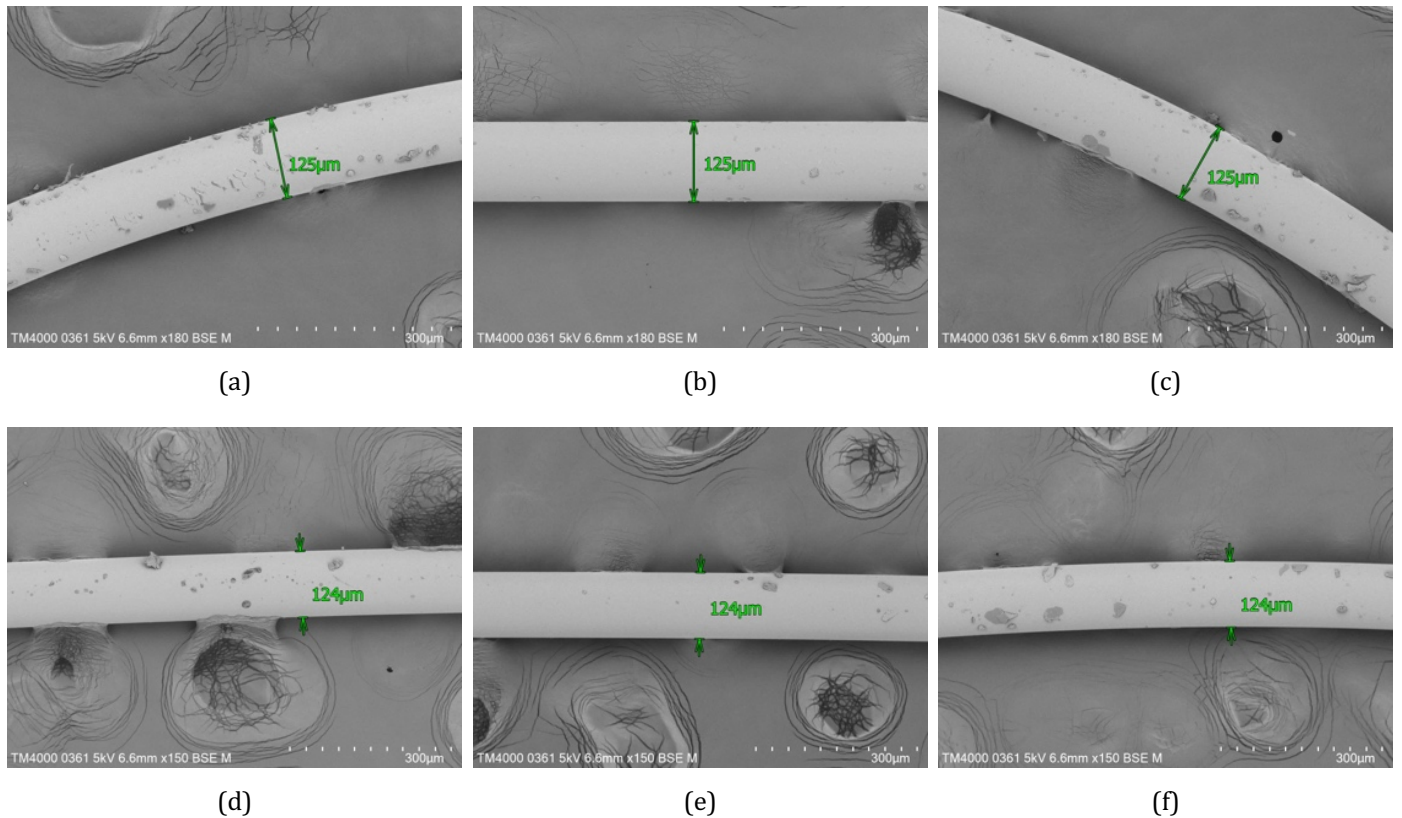 125μm
125μm
125μm
TM4000 0361 5kV 6.6mm x180 BSE M 300μm
TM4000 0361 5kV 6.6mm x180 BSE M 300μm
TM4000 0361 5kV 6.6mm x180 BSE M 300μm
(a)
(b)
(c)
124μm
124μm
124μm
TM4000 0361 5kV 6.6mm x150 BSE M 300μm
TM4000 0361 5kV 6.6mm x150 BSE M 300μm
TM4000 0361 5kV 6.6mm x150 BSE M 300μm
(d)
(e)
(f)